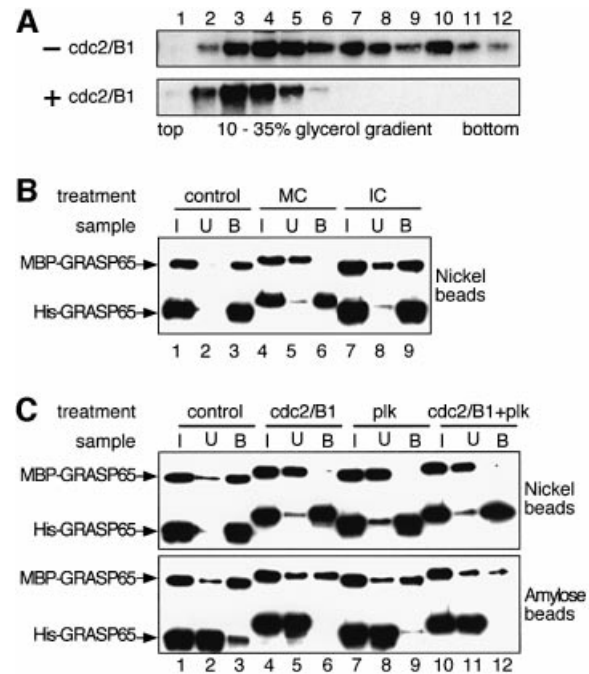 A
1 2 3 4 5 6 7 8 9 10 11 12
− cdc2/B1
+ cdc2/B1
top 10 - 35% glycerol gradient bottom
B
treatment control MC IC
sample I U B I U B I U B
MBP-GRASP65
His-GRASP65
Nickel
beads
1 2 3 4 5 6 7 8 9
C
treatment control cdc2/B1 plk cdc2/B1+plk
sample I U B I U B I U B I U B
MBP-GRASP65
His-GRASP65
Nickel
beads
MBP-GRASP65
His-GRASP65
Amylose
beads
1 2 3 4 5 6 7 8 9 10 11 12